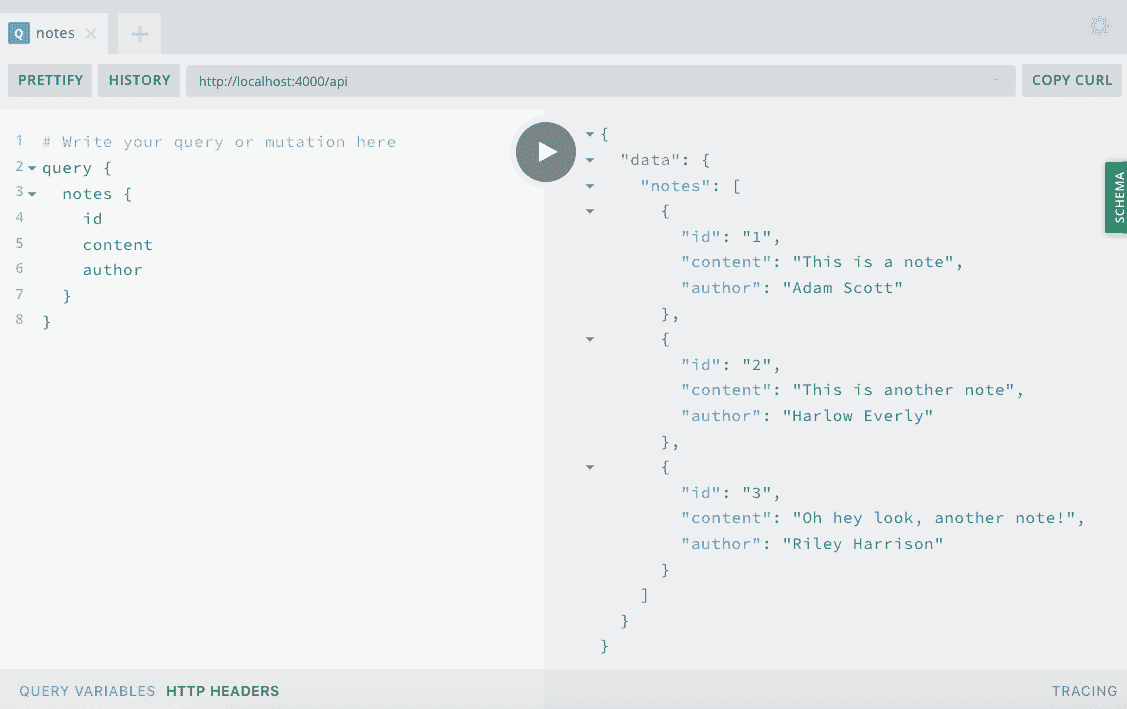 Q notes
PRETTIFY HISTORY http://localhost:4000/api COPY CURL
1 # Write your query or mutation here
2 query {
3 notes {
4 id
5 content
6 author
7 }
8 }
{
"data": {
"notes": [
{
"id": "1",
"content": "This is a note",
"author": "Adam Scott"
},
{
"id": "2",
"content": "This is another note",
"author": "Harlow Everly"
},
{
"id": "3",
"content": "Oh hey look, another note!",
"author": "Riley Harrison"
}
]
}
}
SCHEMA
QUERY VARIABLES HTTP HEADERS
TRACING